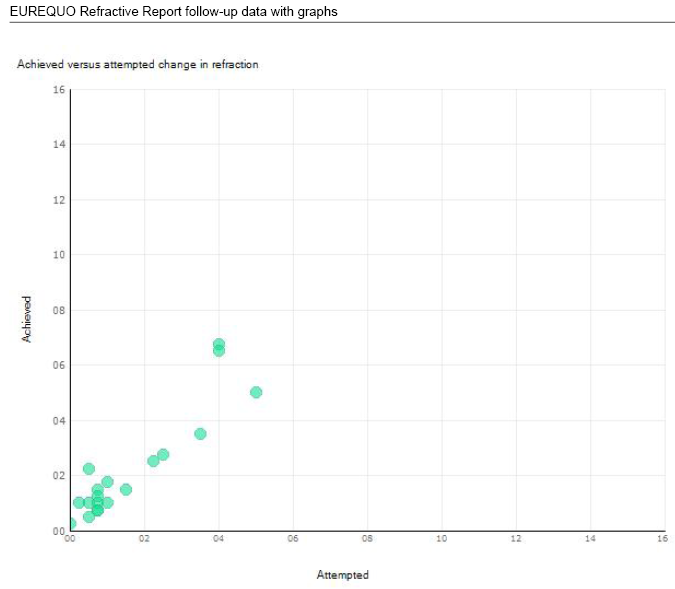 EUREQUO Refractive Report follow-up data with graphs
Achieved versus attempted change in refraction
16
14
12
10
08
06
04
02
00
Achieved
00 02 04 06 08 10 12 14 16
Attempted